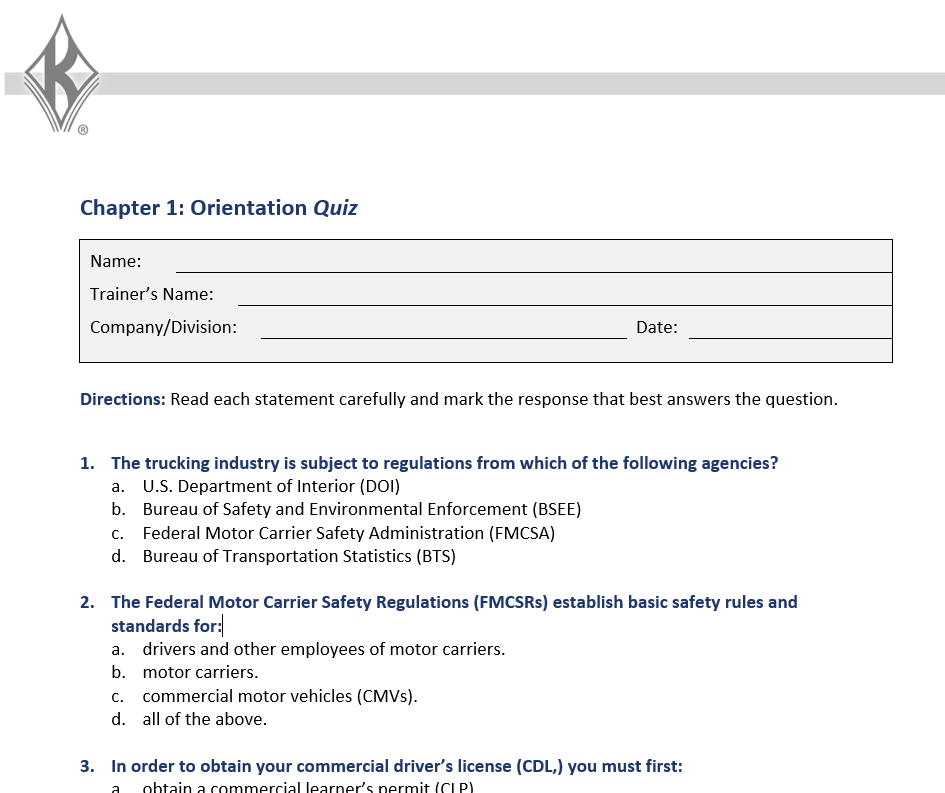 K
®
Chapter 1: Orientation Quiz
Name:
Trainer’s Name:
Company/Division: Date:
Directions: Read each statement carefully and mark the response that best answers the question.
1. The trucking industry is subject to regulations from which of the following agencies?
a. U.S. Department of Interior (DOI)
b. Bureau of Safety and Environmental Enforcement (BSEE)
c. Federal Motor Carrier Safety Administration (FMCSA)
d. Bureau of Transportation Statistics (BTS)
2. The Federal Motor Carrier Safety Regulations (FMCSRs) establish basic safety rules and
standards for:
a. drivers and other employees of motor carriers.
b. motor carriers.
c. commercial motor vehicles (CMVs).
d. all of the above.
3. In order to obtain your commercial driver’s license (CDL,) you must first:
a. obtain a commercial learner’s permit (CLP)